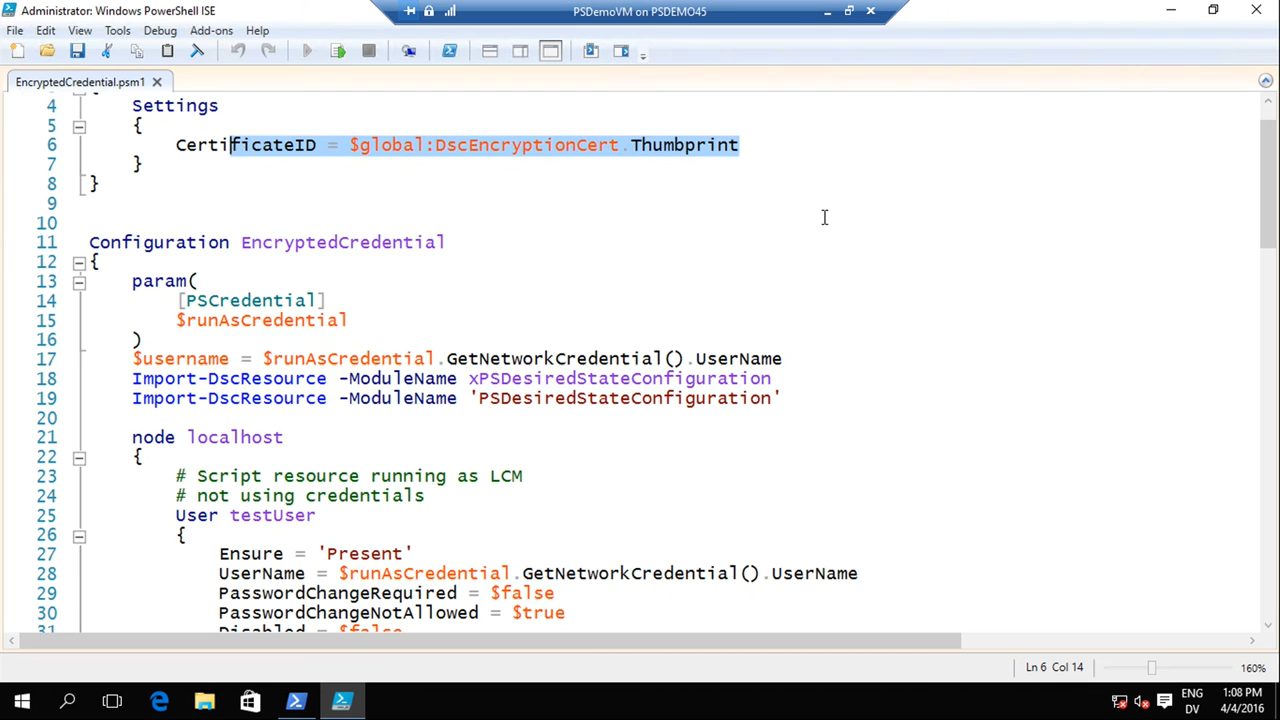 Administrator: Windows PowerShell ISE
PSDemoVM on PSDEMO45
File Edit View Tools Debug Add-ons Help
EncryptedCredential.psm1
4 Settings
5 {
6 CertificateID = $global:DscEncryptionCert.Thumbprint
7 }
8 }
9
10
11 Configuration EncryptedCredential
12 {
13 param(
14 [PSCredential]
15 $runAsCredential
16 )
17 $username = $runAsCredential.GetNetworkCredential().UserName
18 Import-DscResource -ModuleName xPSDesiredStateConfiguration
19 Import-DscResource -ModuleName 'PSDesiredStateConfiguration'
20
21 node localhost
22 {
23 # Script resource running as LCM
24 # not using credentials
25 User testUser
26 {
27 Ensure = 'Present'
28 UserName = $runAsCredential.GetNetworkCredential().UserName
29 PasswordChangeRequired = $false
30 PasswordChangeNotAllowed = $true
31 Disabled = $false
Ln 6 Col 14 160%
ENG 1:08 PM
DV 4/4/2016